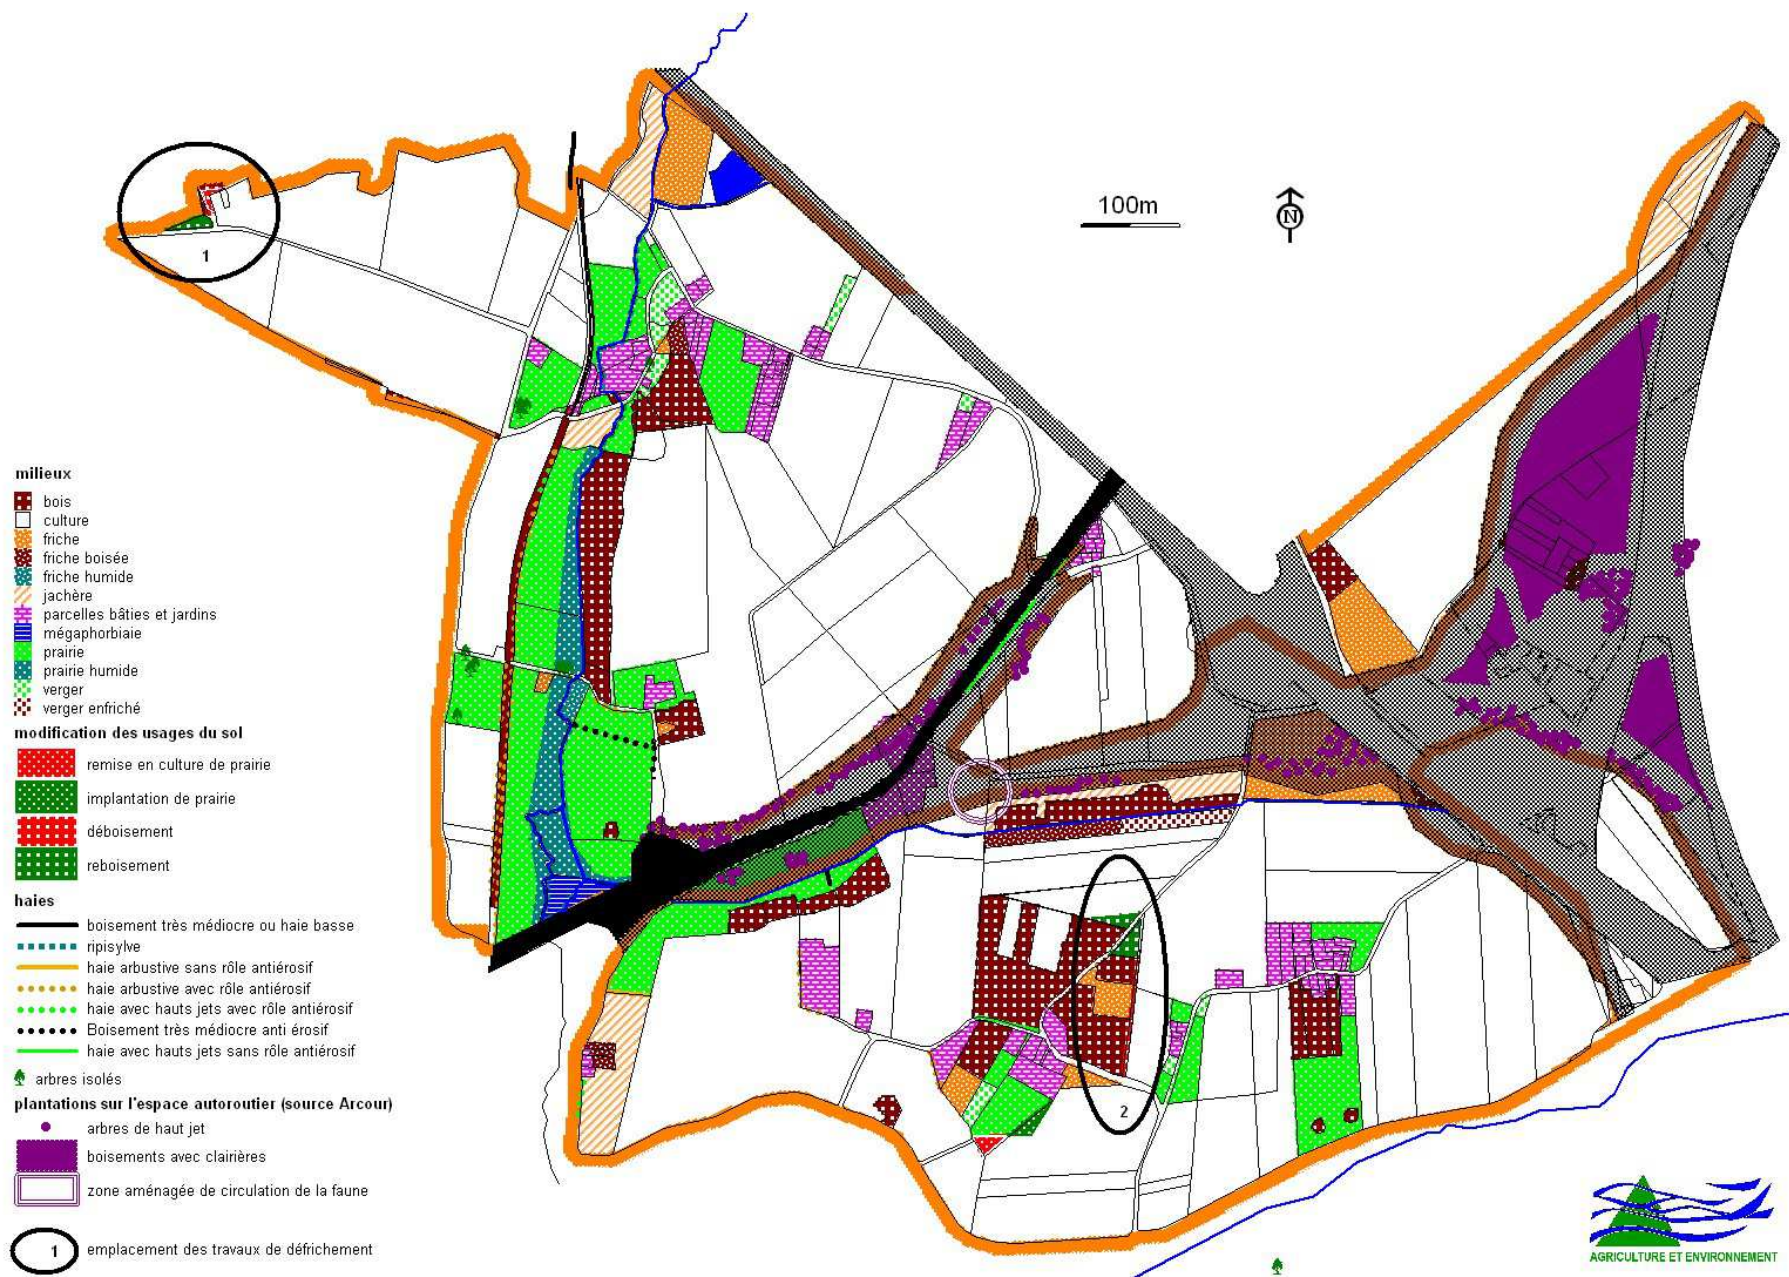 100m
N
1
milieux
bois
culture
friche
friche boisée
friche humide
jachère
parcelles bâties et jardins
mégaphorbiaie
prairie
prairie humide
verger
verger enfriché
modification des usages du sol
remise en culture de prairie
implantation de prairie
déboisement
reboisement
haies
boisement très médiocre ou haie basse
ripisylve
haie arbustive sans rôle antiérosif
haie arbustive avec rôle antiérosif
haie avec hauts jets avec rôle antiérosif
Boisement très médiocre anti érosif
haie avec hauts jets sans rôle antiérosif
arbres isolés
plantations sur l'espace autoroutier (source Arcour)
arbres de haut jet
boisements avec clairières
zone aménagée de circulation de la faune
1 emplacement des travaux de défrichement
2
AGRICULTURE ET ENVIRONNEMENT